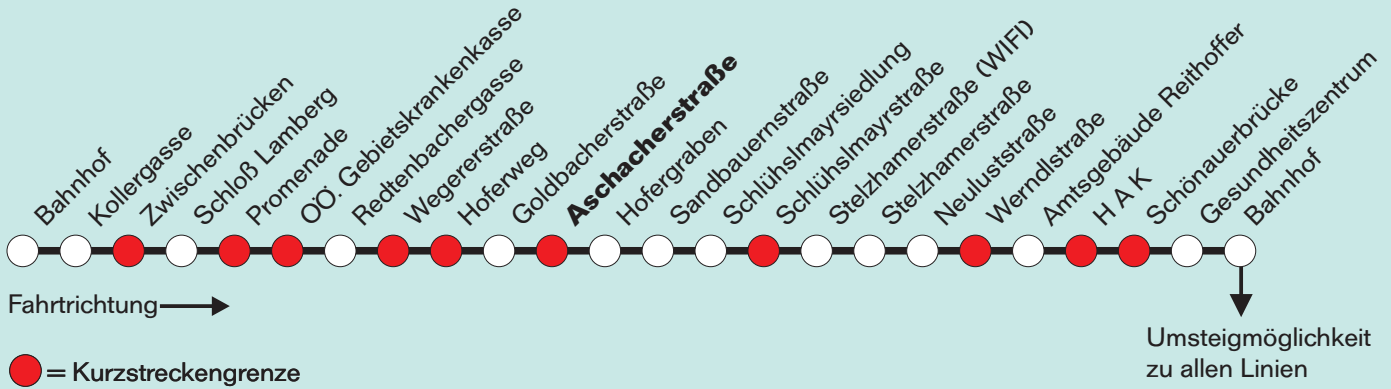 Bahnhof
Kollergasse
Zwischenbrücken
Schloß Lamberg
Promenade
OÖ. Gebietskrankenkasse
Redtenbachergasse
Wegererstraße
Hoferweg
Goldbacherstraße
Aschacherstraße
Hofergraben
Sandbauernstraße
Schlühslmayrsiedlung
Schlühslmayrstraße
Stelzhamerstraße (WIFI)
Stelzhamerstraße
Neuluststraße
Werndlstraße
Amtsgebäude Reithoffer
H A K
Schönauerbrücke
Gesundheitszentrum
Bahnhof
Fahrtrichtung
Umsteigmöglichkeit
zu allen Linien
= Kurzstreckengrenze